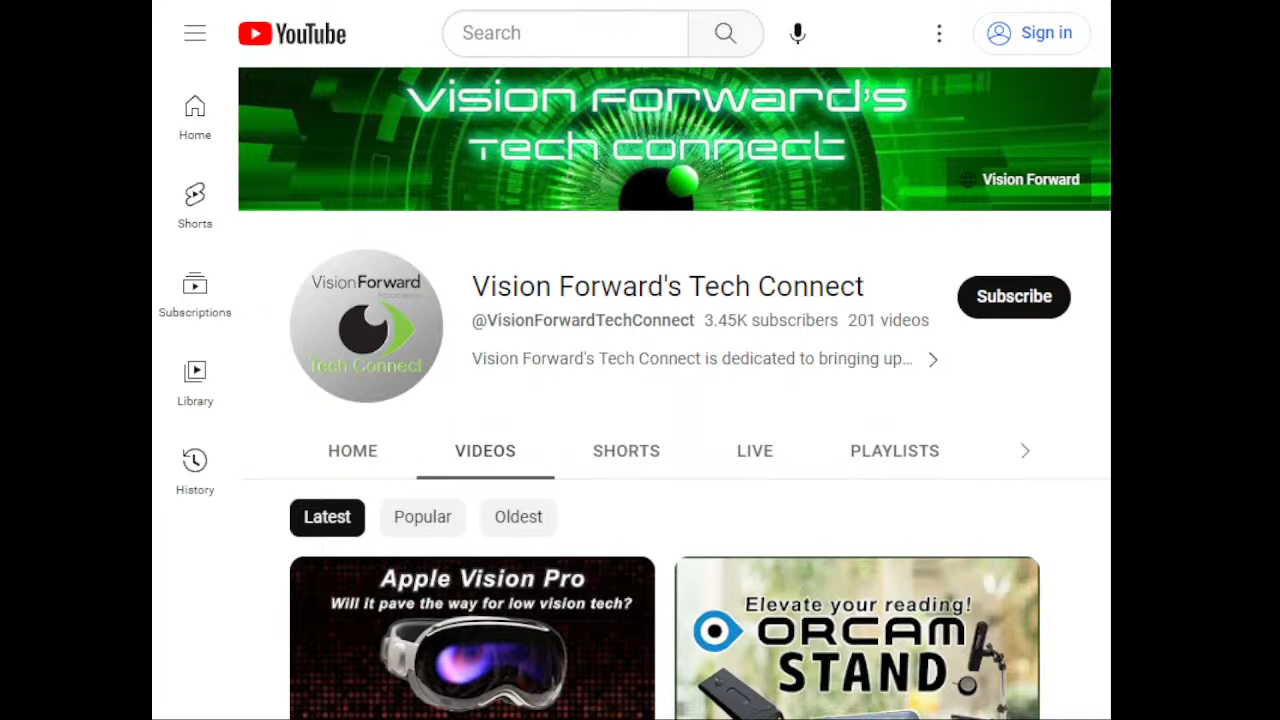 YouTube
Search
Sign in
Home
Shorts
Subscriptions
Library
History
Vision Forward's
Tech Connect
Vision Forward
VisionForward
Tech Connect
Vision Forward's Tech Connect
@VisionForwardTechConnect 3.45K subscribers 201 videos
Vision Forward's Tech Connect is dedicated to bringing up...
Subscribe
HOME VIDEOS SHORTS LIVE PLAYLISTS
Latest Popular Oldest
Apple Vision Pro
Will it pave the way for low vision tech?
Elevate your reading!
ORCAM
STAND